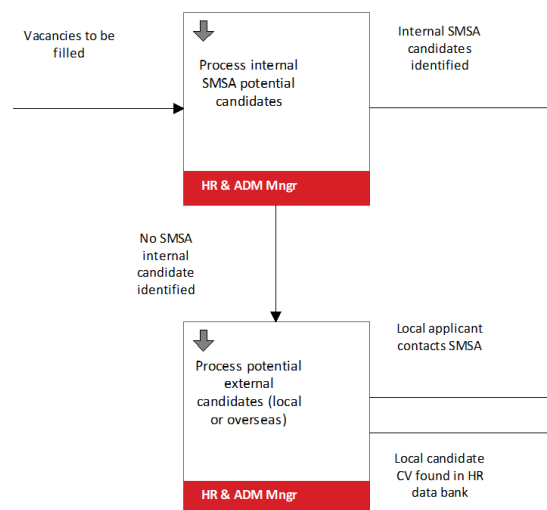 Vacancies to be
filled
Process internal
SMSA potential
candidates
HR & ADM Mngr
Internal SMSA
candidates
identified
No SMSA
internal
candidate
identified
Process potential
external
candidates (local
or overseas)
HR & ADM Mngr
Local applicant
contacts SMSA
Local candidate
CV found in HR
data bank